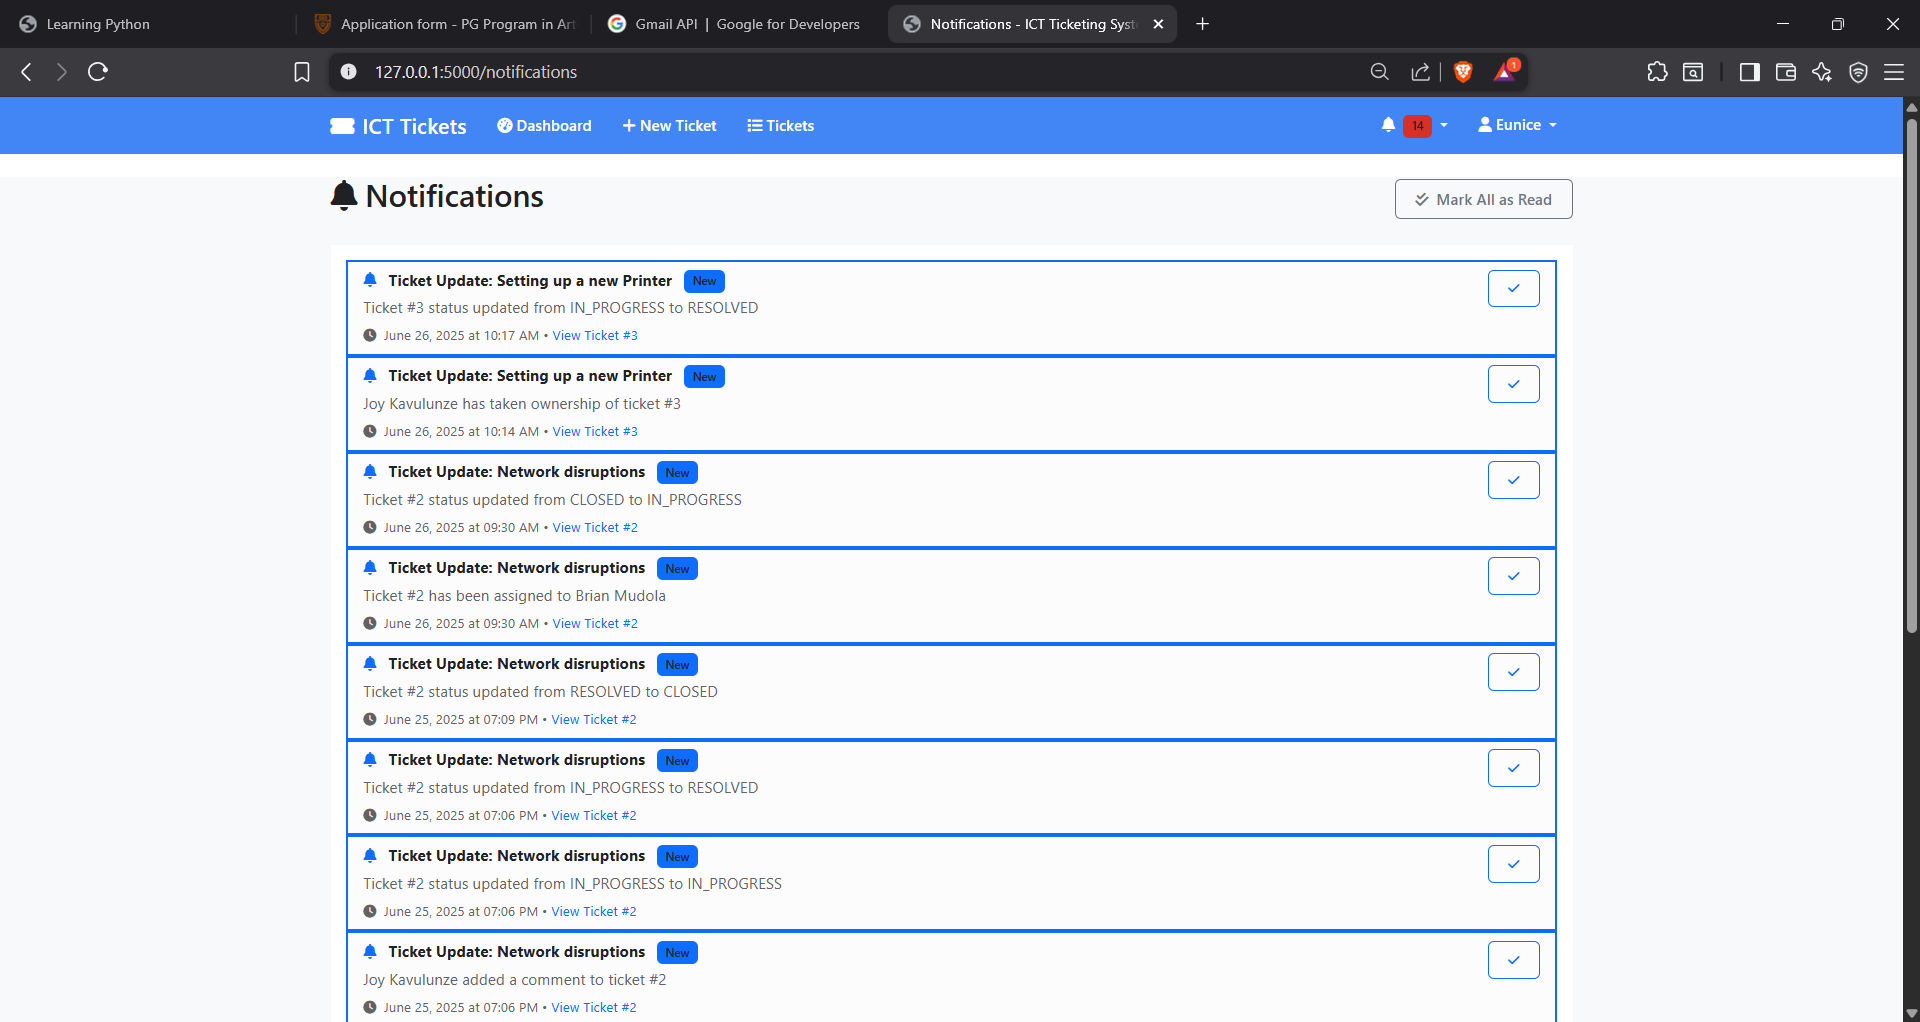 Learning Python
Application form - PG Program in Art
Gmail API | Google for Developers
Notifications - ICT Ticketing Syst
127.0.0.1:5000/notifications
1
ICT Tickets
Dashboard
New Ticket
Tickets
14
Eunice
Notifications
Mark All as Read
Ticket Update: Setting up a new Printer New
Ticket #3 status updated from IN_PROGRESS to RESOLVED
June 26, 2025 at 10:17 AM • View Ticket #3
Ticket Update: Setting up a new Printer New
Joy Kavulunze has taken ownership of ticket #3
June 26, 2025 at 10:14 AM • View Ticket #3
Ticket Update: Network disruptions New
Ticket #2 status updated from CLOSED to IN_PROGRESS
June 26, 2025 at 09:30 AM • View Ticket #2
Ticket Update: Network disruptions New
Ticket #2 has been assigned to Brian Mudola
June 26, 2025 at 09:30 AM • View Ticket #2
Ticket Update: Network disruptions New
Ticket #2 status updated from RESOLVED to CLOSED
June 25, 2025 at 07:09 PM • View Ticket #2
Ticket Update: Network disruptions New
Ticket #2 status updated from IN_PROGRESS to RESOLVED
June 25, 2025 at 07:06 PM • View Ticket #2
Ticket Update: Network disruptions New
Ticket #2 status updated from IN_PROGRESS to IN_PROGRESS
June 25, 2025 at 07:06 PM • View Ticket #2
Ticket Update: Network disruptions New
Joy Kavulunze added a comment to ticket #2
June 25, 2025 at 07:06 PM • View Ticket #2